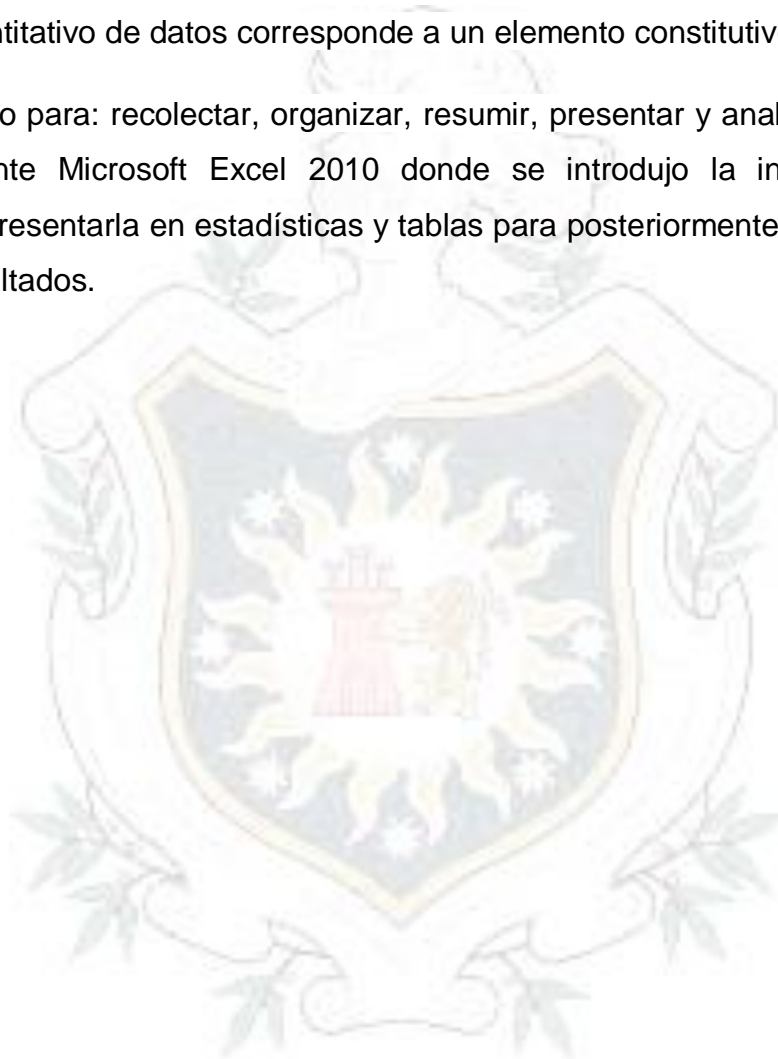 ntitativo de datos corresponde a un elemento constitutiv
o para: recolectar, organizar, resumir, presentar y anal
nte Microsoft Excel 2010 donde se introdujo la in
resentarla en estadísticas y tablas para posteriormente
ltados.